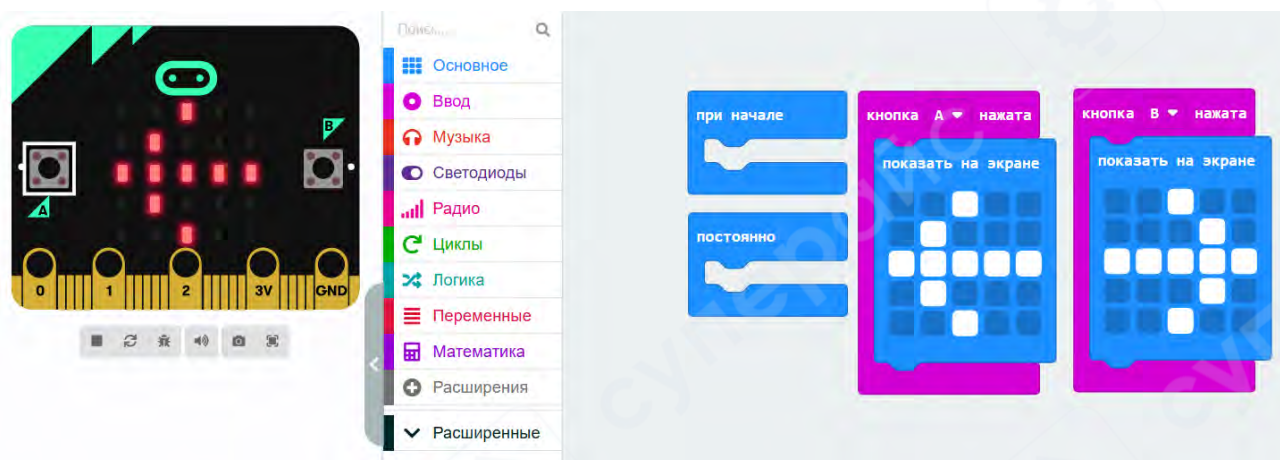 Поиск...
Основное
Ввод
Музыка
Светодиоды
Радио
Циклы
Логика
Переменные
Математика
Расширения
Расширенные
B
A
0 1 2 3V GND
при начале
постоянно
кнопка A нажата
показать на экране
кнопка B нажата
показать на экране
суперайс